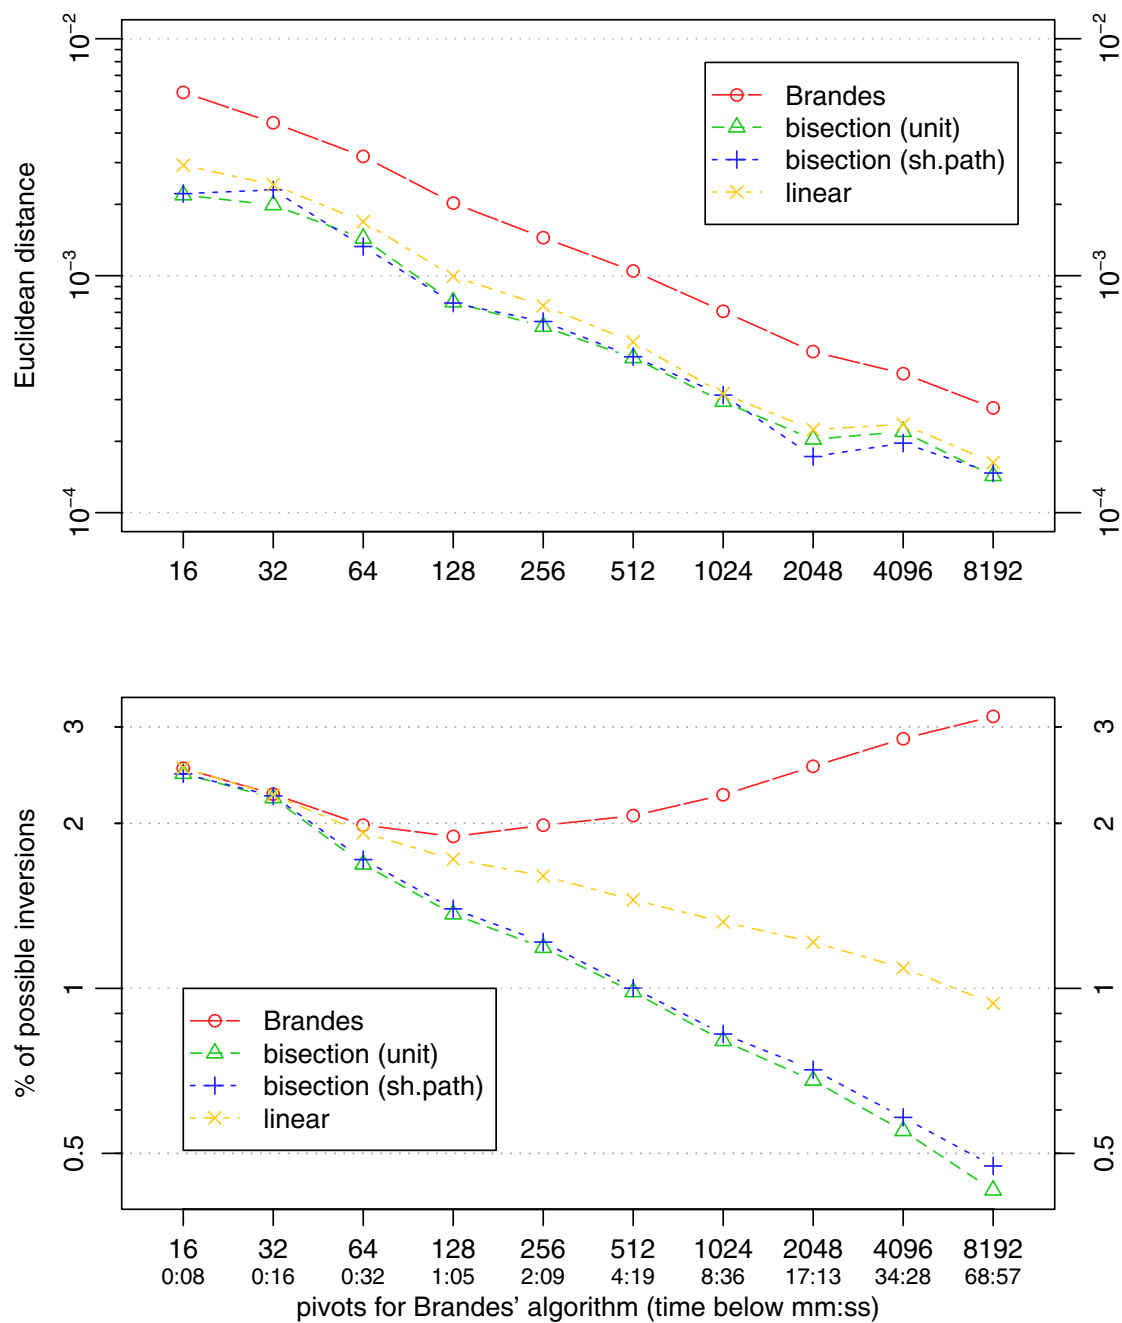 Euclidean distance
10⁻²
10⁻³
10⁻⁴
10⁻²
10⁻³
10⁻⁴
Brandes
bisection (unit)
bisection (sh.path)
linear
16 32 64 128 256 512 1024 2048 4096 8192
% of possible inversions
3
2
1
0.5
3
2
1
0.5
Brandes
bisection (unit)
bisection (sh.path)
linear
16 32 64 128 256 512 1024 2048 4096 8192
0:08 0:16 0:32 1:05 2:09 4:19 8:36 17:13 34:28 68:57
pivots for Brandes' algorithm (time below mm:ss)